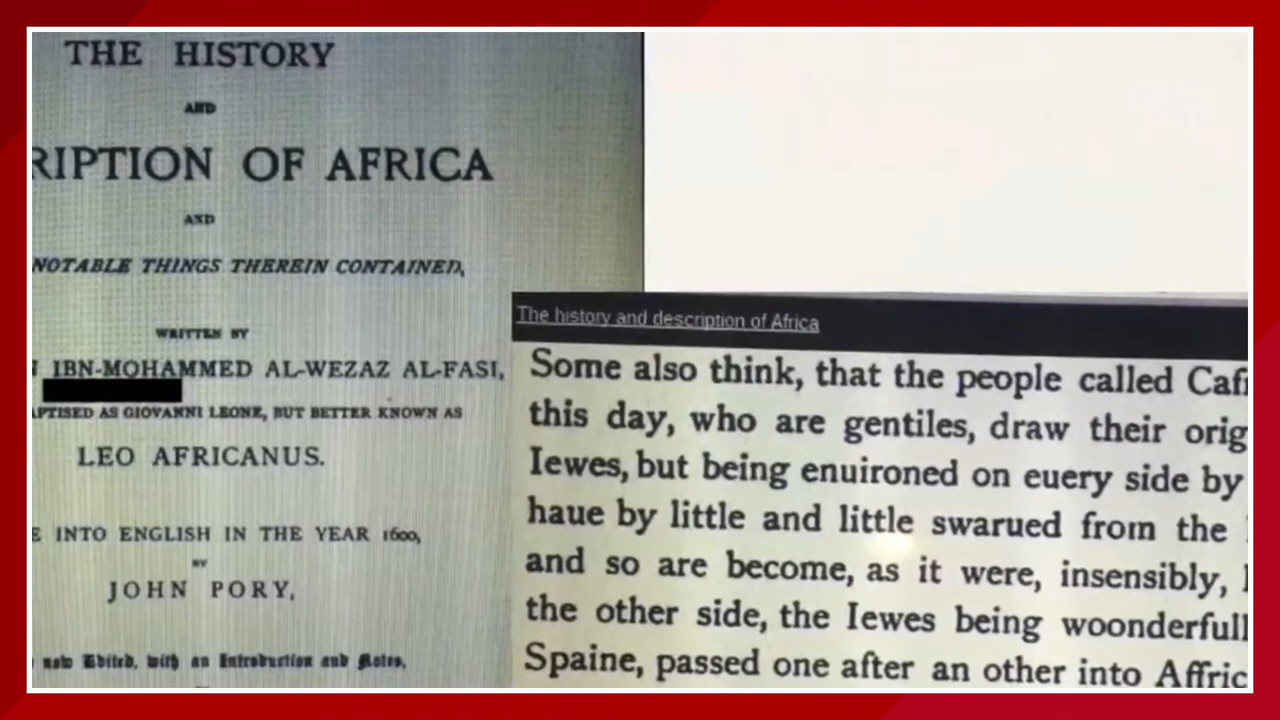 THE HISTORY
AND
RIPTION OF AFRICA
AND
NOTABLE THINGS THEREIN CONTAINED,
WRITTEN BY
IBN-MOHAMMED AL-WEZAZ AL-FASI,
APTISED AS GIOVANNI LEONE, BUT BETTER KNOWN AS
LEO AFRICANUS.
E INTO ENGLISH IN THE YEAR 1600,
BY
JOHN PORY,
now Edited, with an Introduction and Notes,
The history and description of Africa
Some also think, that the people called Caf
this day, who are gentiles, draw their orig
Iewes, but being enuironed on euery side by
haue by little and little swarued from the
and so are become, as it were, insensibly,
the other side, the Iewes being woonderfull
Spaine, passed one after an other into Affric